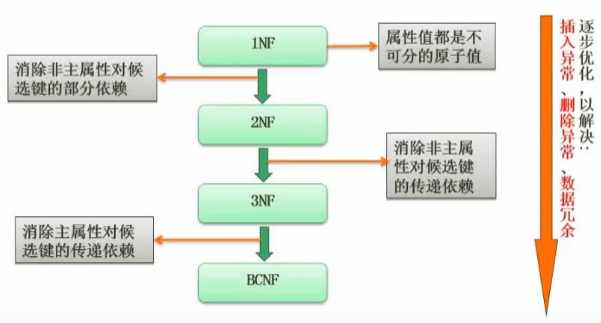 1NF
属性值都是不
可分的原子值
消除非主属性对候
选键的部分依赖
2NF
消除非主属
性对候选键
的传递依赖
3NF
消除主属性对候
选键的传递依赖
BCNF
逐步优化,以解决:
插入异常、删除异常、数据冗余